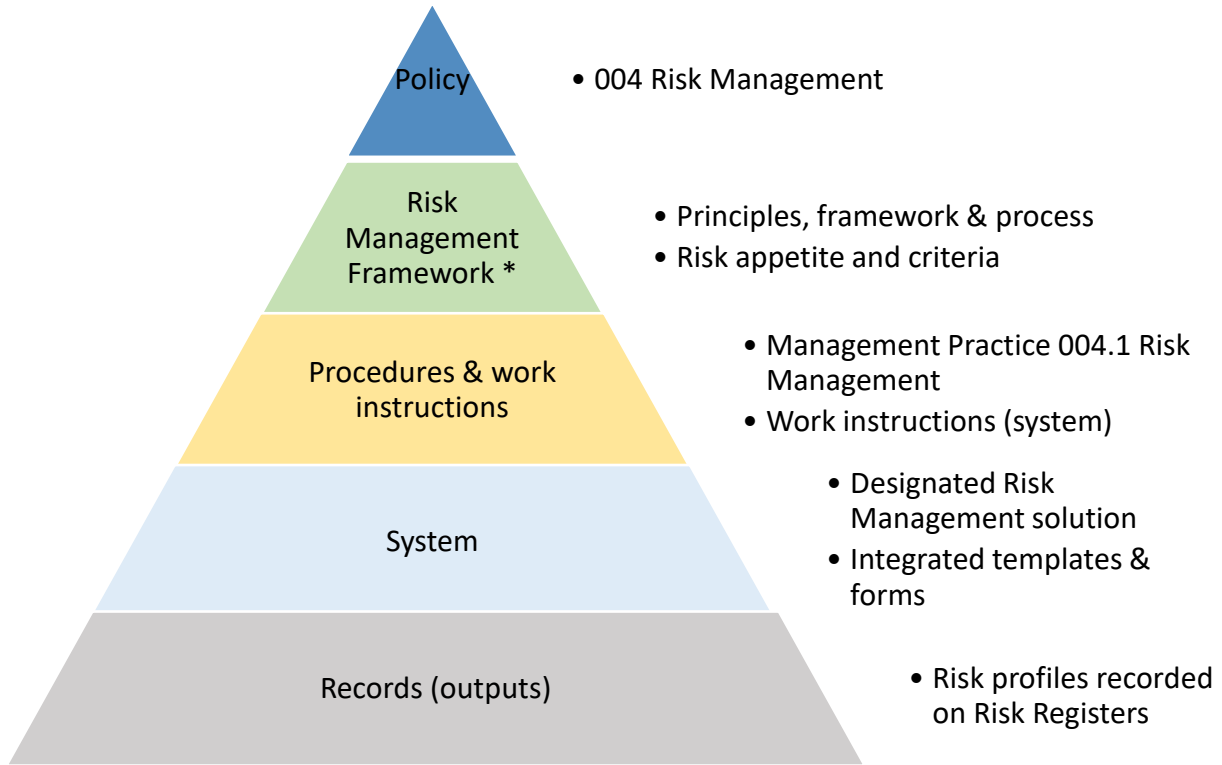 Policy
• 004 Risk Management
Risk
Management
Framework *
• Principles, framework & process
• Risk appetite and criteria
Procedures & work
instructions
• Management Practice 004.1 Risk
Management
• Work instructions (system)
System
• Designated Risk
Management solution
• Integrated templates &
forms
Records (outputs)
• Risk profiles recorded
on Risk Registers